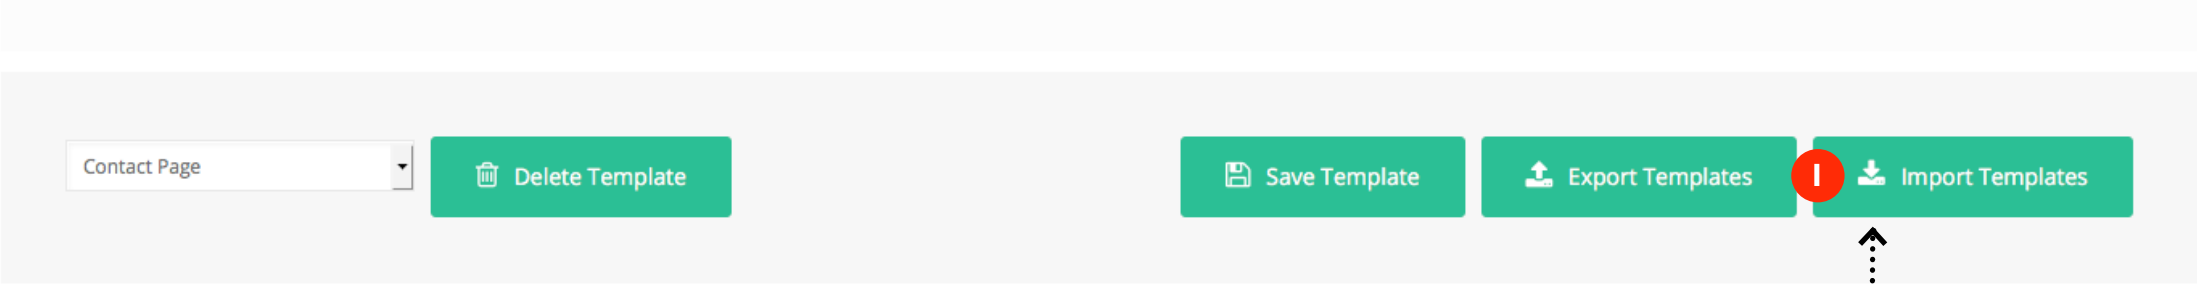 Contact Page
Delete Template
Save Template
Export Templates
I
Import Templates